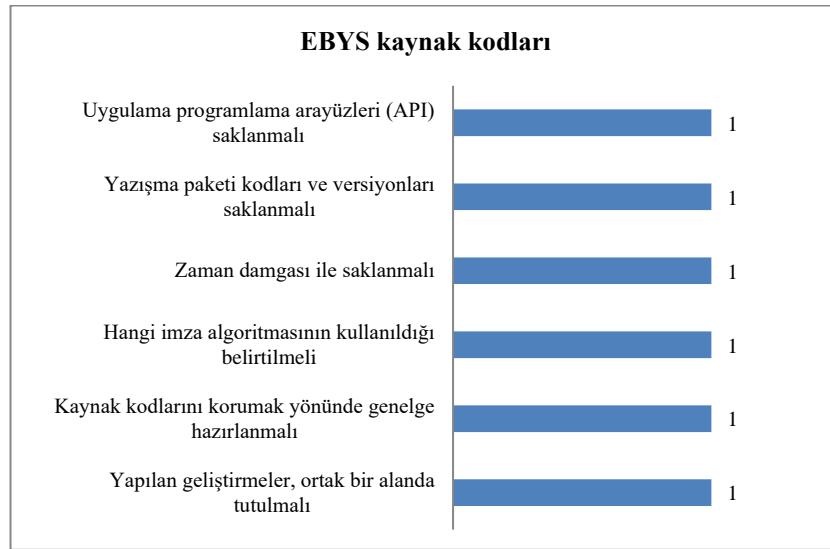 EBYS kaynak kodları
Uygulama programlama arayüzleri (API)
saklanmalı
1
Yazışma paketi kodları ve versiyonları
saklanmalı
1
Zaman damgası ile saklanmalı
1
Hangi imza algoritmasının kullanıldığı
belirtilmeli
1
Kaynak kodlarını korumak yönünde genelge
hazırlanmalı
1
Yapılan geliştirmeler, ortak bir alanda
tutulmalı
1